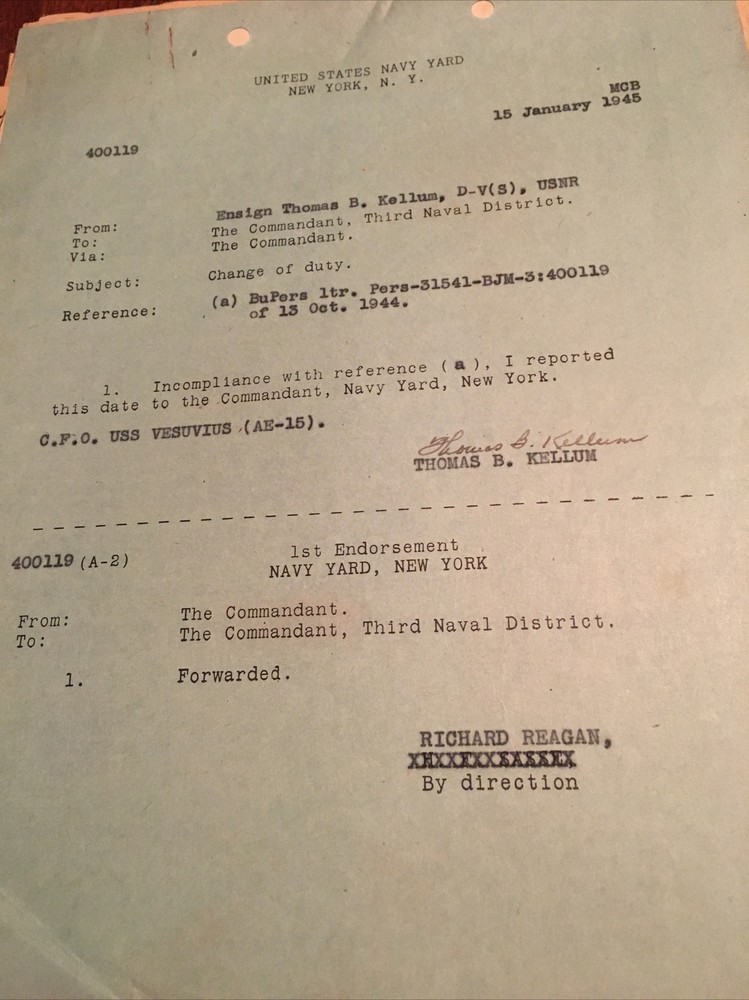 UNITED STATES NAVY YARD
NEW YORK, N. Y.
MCB
15 January 1945
400119
From: Ensign Thomas B. Kellum, D-V(S), USNR
To: The Commandant, Third Naval District.
Via: The Commandant.
Subject: Change of duty.
Reference: (a) BuPers ltr. Pers-31541-BJM-3:400119
of 13 Oct. 1944.
1. Incompliance with reference (a), I reported
this date to the Commandant, Navy Yard, New York.
C.F.O. USS VESUVIUS (AE-15).
Thomas B. Kellum
THOMAS B. KELLUM
400119 (A-2)
1st Endorsement
NAVY YARD, NEW YORK
From: The Commandant.
To: The Commandant, Third Naval District.
1. Forwarded.
RICHARD REAGAN,
By direction